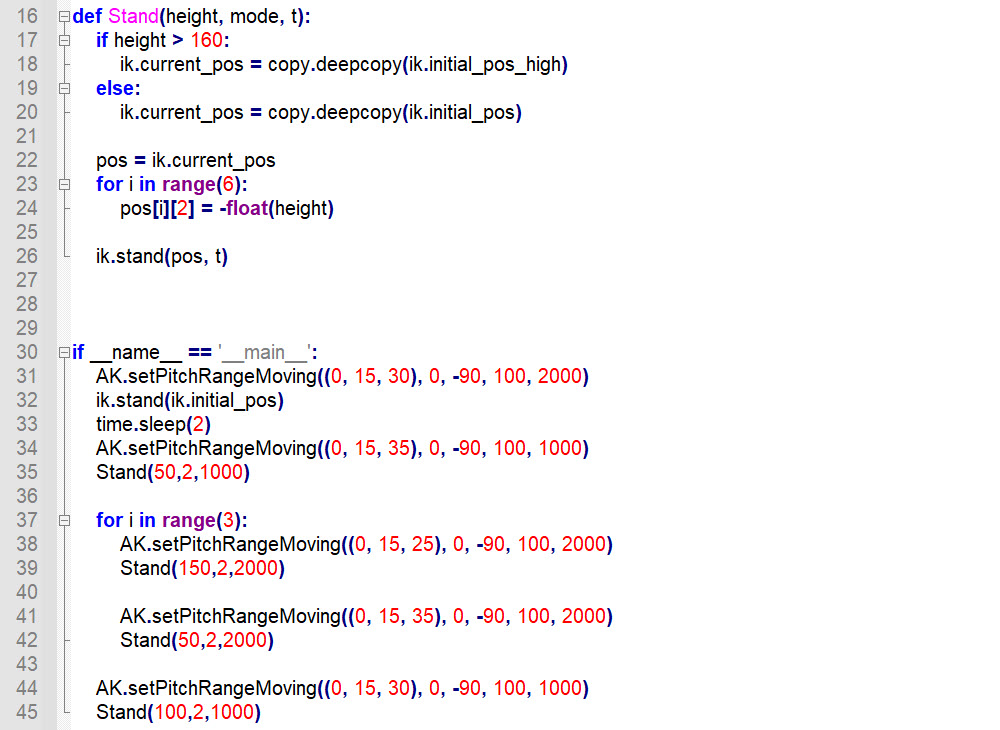 16 def Stand(height, mode, t):
17 if height > 160:
18 ik.current_pos = copy.deepcopy(ik.initial_pos_high)
19 else:
20 ik.current_pos = copy.deepcopy(ik.initial_pos)
21
22 pos = ik.current_pos
23 for i in range(6):
24 pos[i][2] = -float(height)
25
26 ik.stand(pos, t)
27
28
29
30 if __name__ == '__main__':
31 AK.setPitchRangeMoving((0, 15, 30), 0, -90, 100, 2000)
32 ik.stand(ik.initial_pos)
33 time.sleep(2)
34 AK.setPitchRangeMoving((0, 15, 35), 0, -90, 100, 1000)
35 Stand(50,2,1000)
36
37 for i in range(3):
38 AK.setPitchRangeMoving((0, 15, 25), 0, -90, 100, 2000)
39 Stand(150,2,2000)
40
41 AK.setPitchRangeMoving((0, 15, 35), 0, -90, 100, 2000)
42 Stand(50,2,2000)
43
44 AK.setPitchRangeMoving((0, 15, 30), 0, -90, 100, 1000)
45 Stand(100,2,1000)